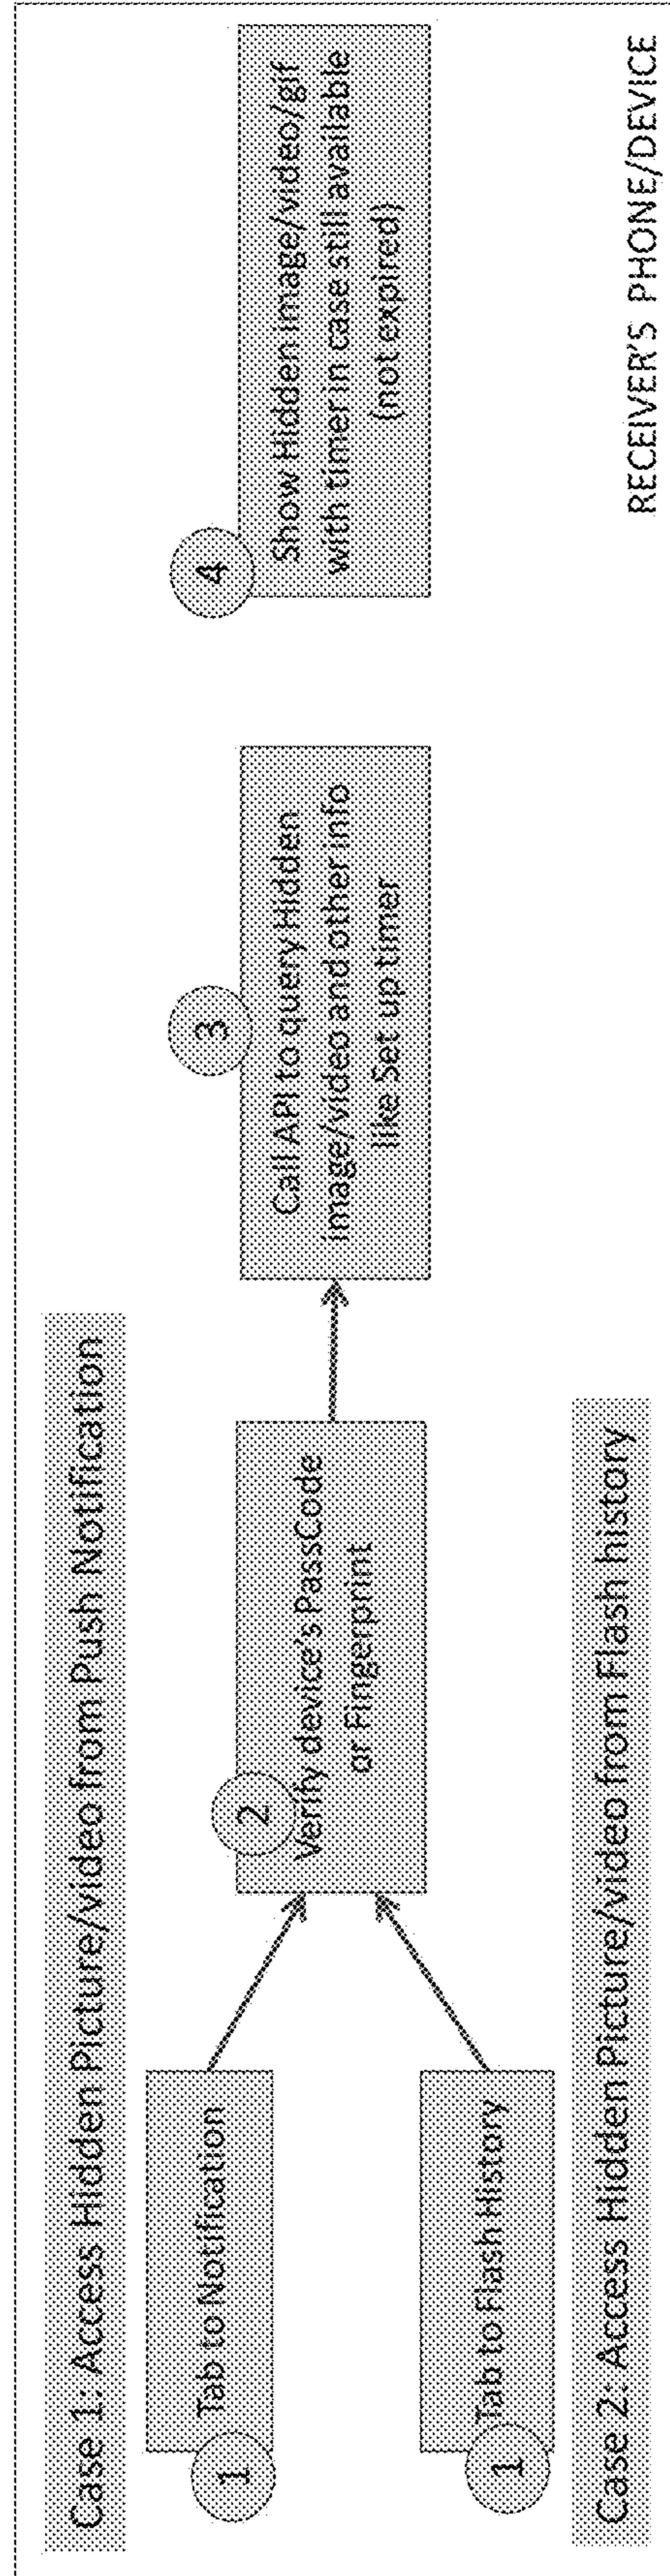 Case 1: Access Hidden Picture/video from Push Notification
1
Tab to Notification
1
Tab to Flash History
2
Verify device's PassCode
or Fingerprint
3
Call API to query Hidden
image/video and other info
like Set up timer
4
Show Hidden image/video/gif
with timer in case still available
(not expired)
Case 2: Access Hidden Picture/video from Flash history
RECEIVER'S PHONE/DEVICE